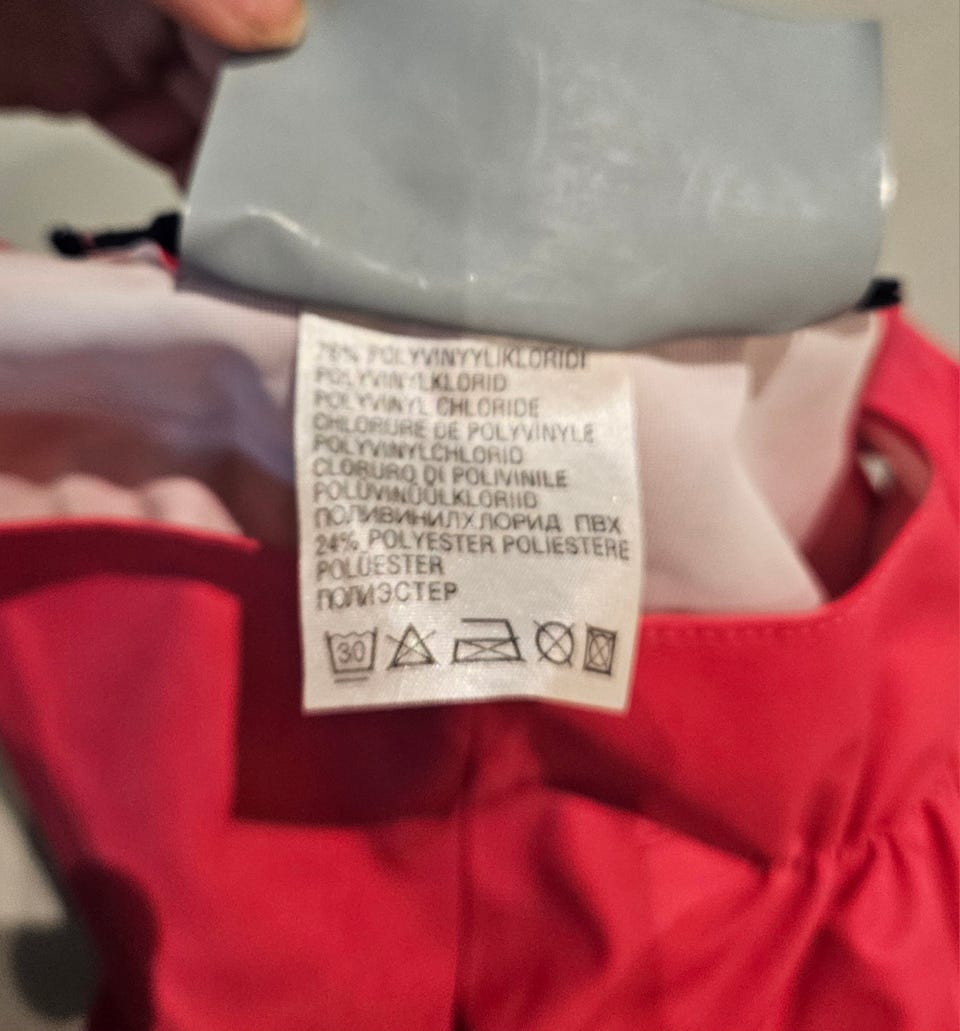 76% POLYVINYYLIKLORIDI
POLYVINYLKLORID
POLYVINYL CHLORIDE
CHLORURE DE POLYVINYLE
POLYVINYLCHLORID
CLORURO DI POLIVINILE
POLÜVINÜÜLKLORIID
ПОЛИВИНИЛХЛОРИД ПВХ
24% POLYESTER POLIESTERE
POLÜESTER
ПОЛИЭСТЕР
30